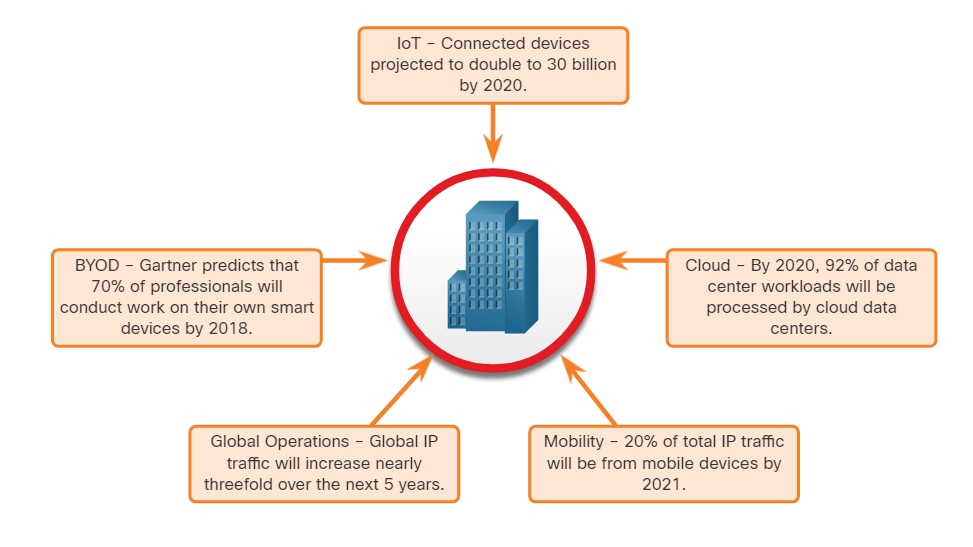 IoT – Connected devices
projected to double to 30 billion
by 2020.
BYOD – Gartner predicts that
70% of professionals will
conduct work on their own smart
devices by 2018.
Cloud – By 2020, 92% of data
center workloads will be
processed by cloud data
centers.
Global Operations – Global IP
traffic will increase nearly
threefold over the next 5 years.
Mobility – 20% of total IP traffic
will be from mobile devices by
2021.